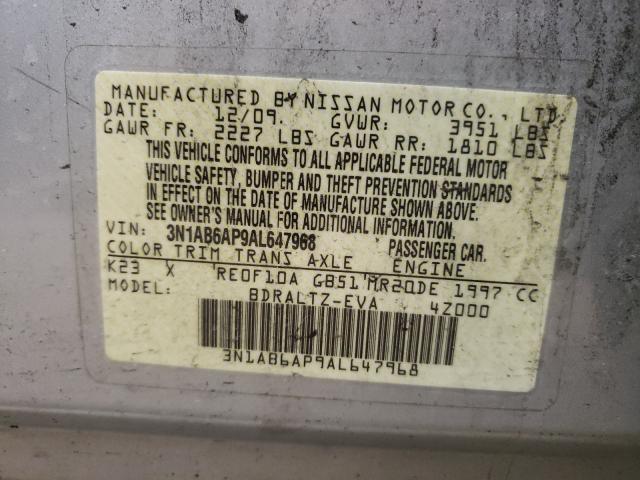 MANUFACTURED BY NISSAN MOTOR CO., LTD.
DATE: 12/09. GVWR: 3951 LBS
GAWR FR: 2227 LBS GAWR RR: 1810 LBS
THIS VEHICLE CONFORMS TO ALL APPLICABLE FEDERAL MOTOR
VEHICLE SAFETY, BUMPER AND THEFT PREVENTION STANDARDS
IN EFFECT ON THE DATE OF MANUFACTURE SHOWN ABOVE.
SEE OWNER'S MANUAL FOR ADDITIONAL INFORMATION.
VIN: 3N1AB6AP9AL647968 PASSENGER CAR.
COLOR TRIM TRANS AXLE ENGINE
K23 X RE0F10A GB51 MR20DE 1997 CC
MODEL: BDRALTZ-EVA 4Z000
3N1AB6AP9AL647968